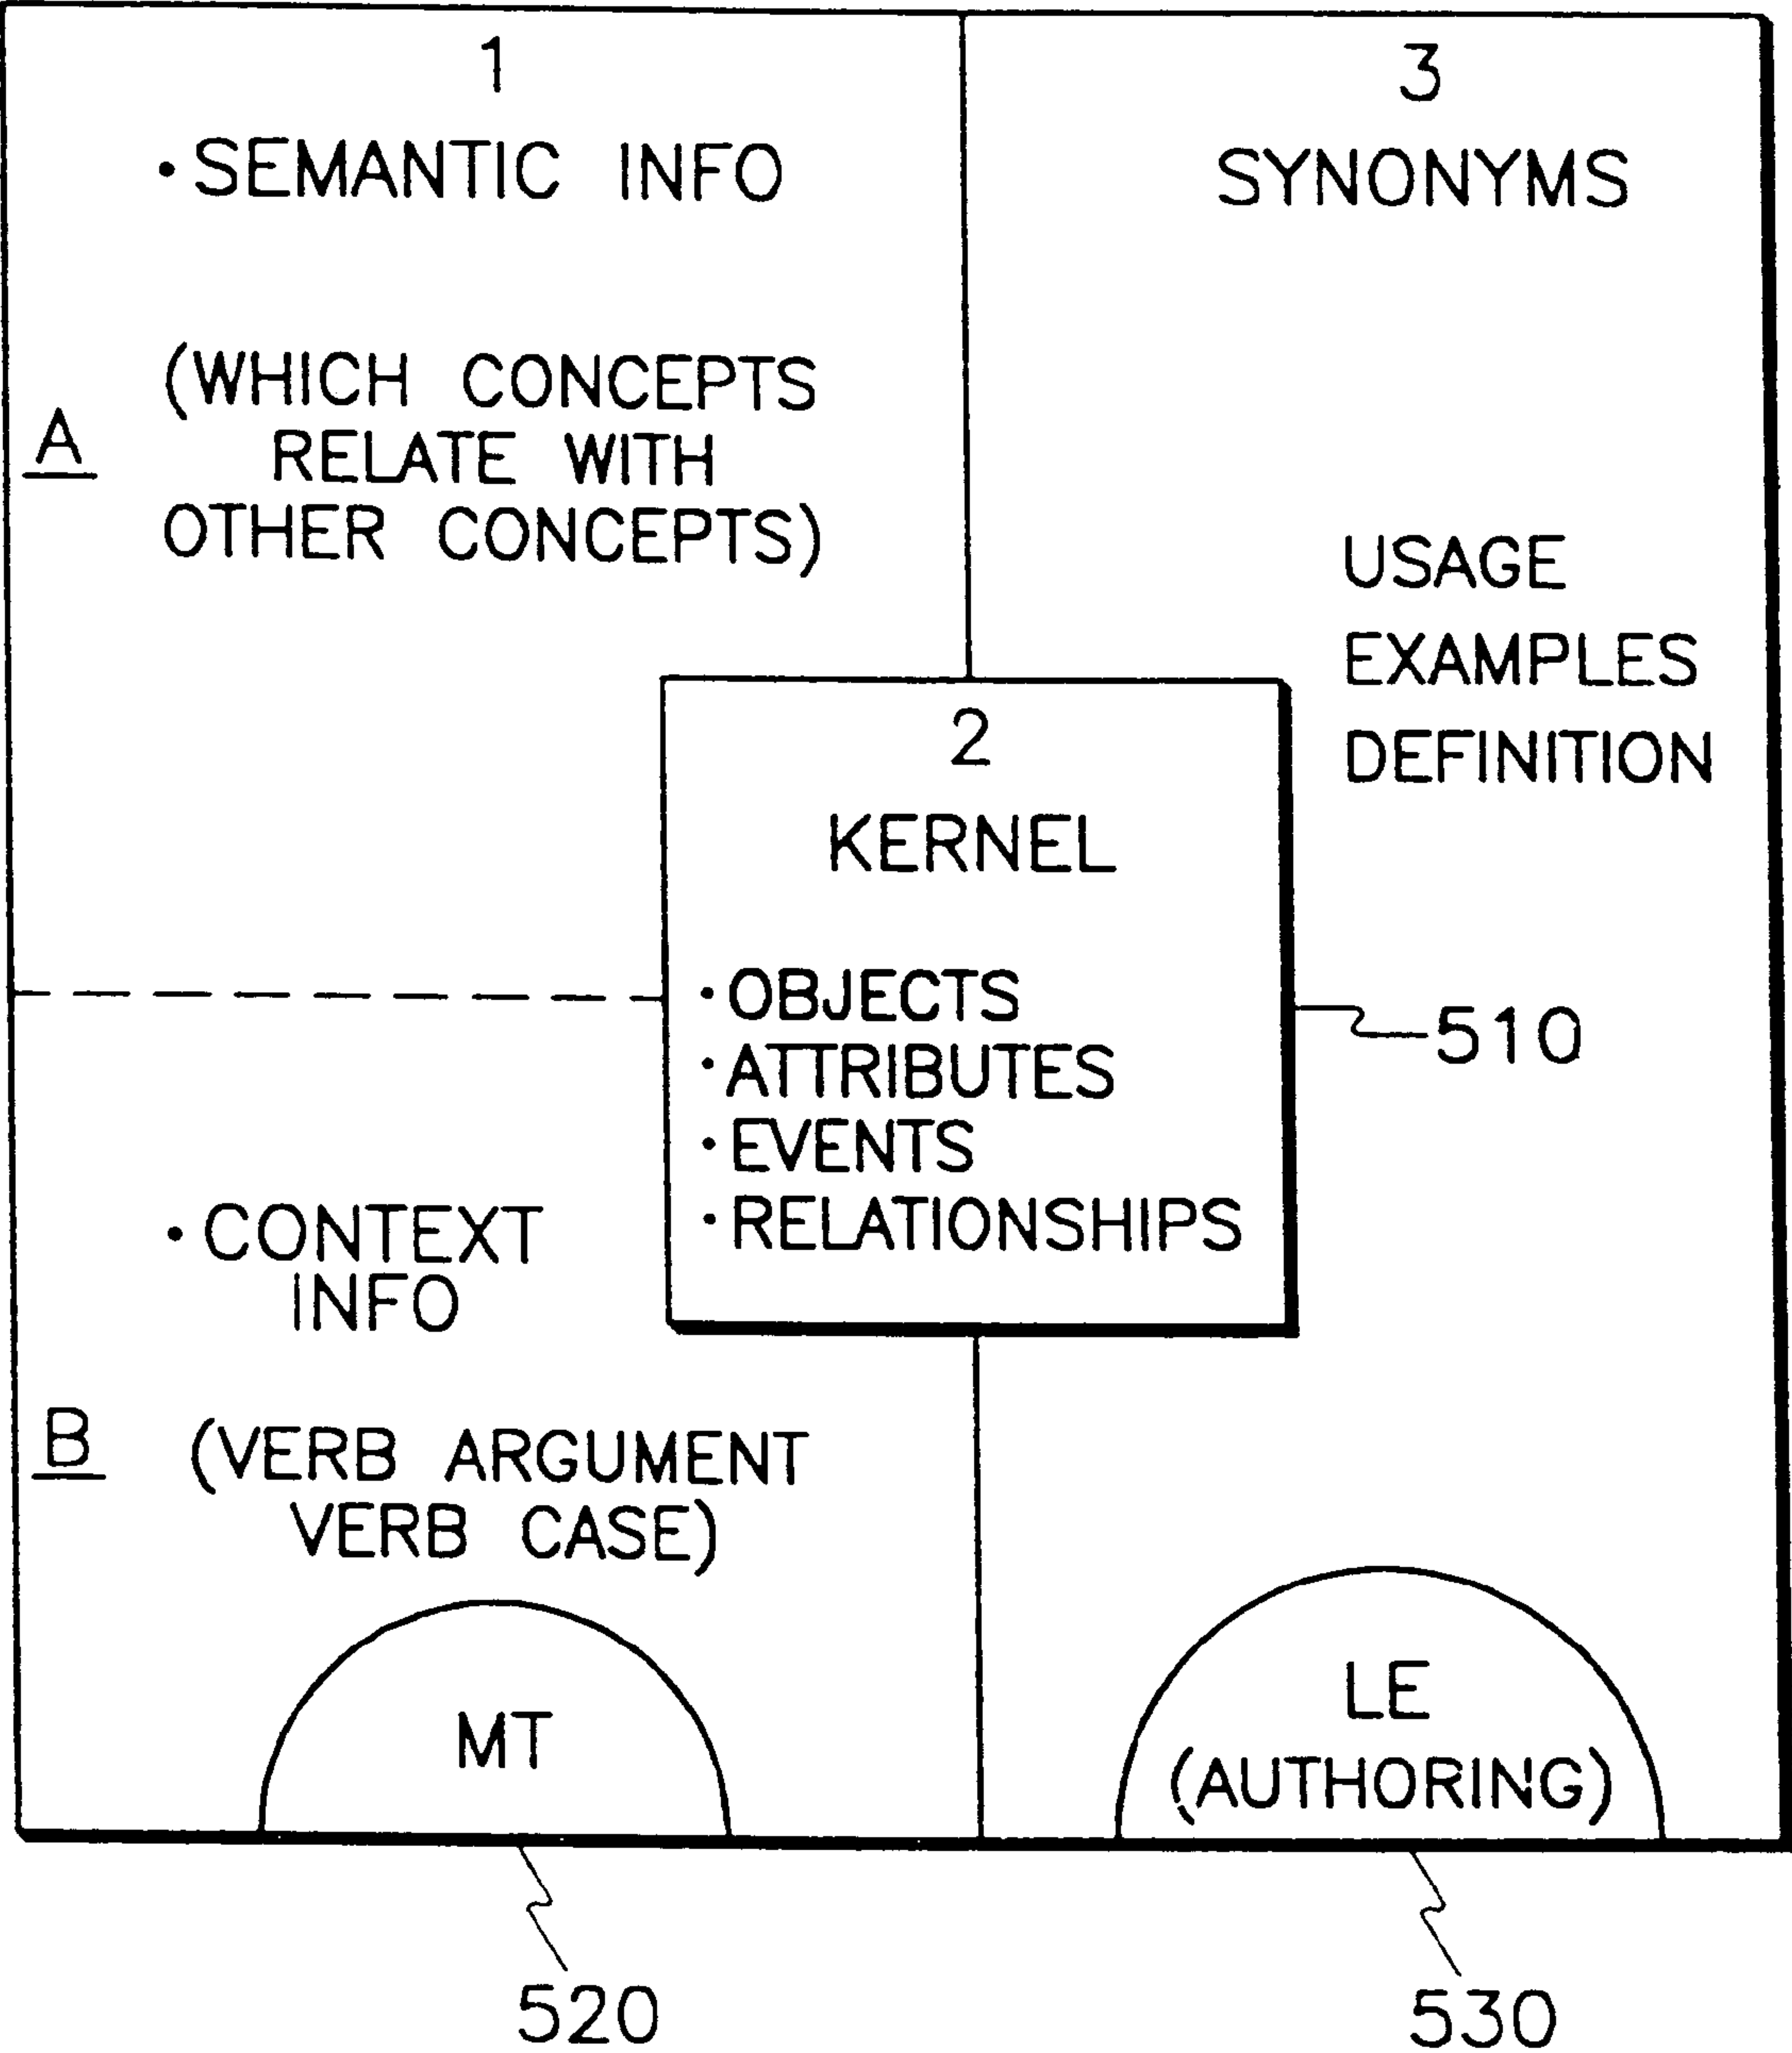 1
•SEMANTIC INFO
(WHICH CONCEPTS
RELATE WITH
OTHER CONCEPTS)
A
3
SYNONYMS
USAGE
EXAMPLES
DEFINITION
2
KERNEL
•OBJECTS
•ATTRIBUTES
•EVENTS
•RELATIONSHIPS
510
•CONTEXT
INFO
B
(VERB ARGUMENT
VERB CASE)
MT
LE
(AUTHORING)
520
530